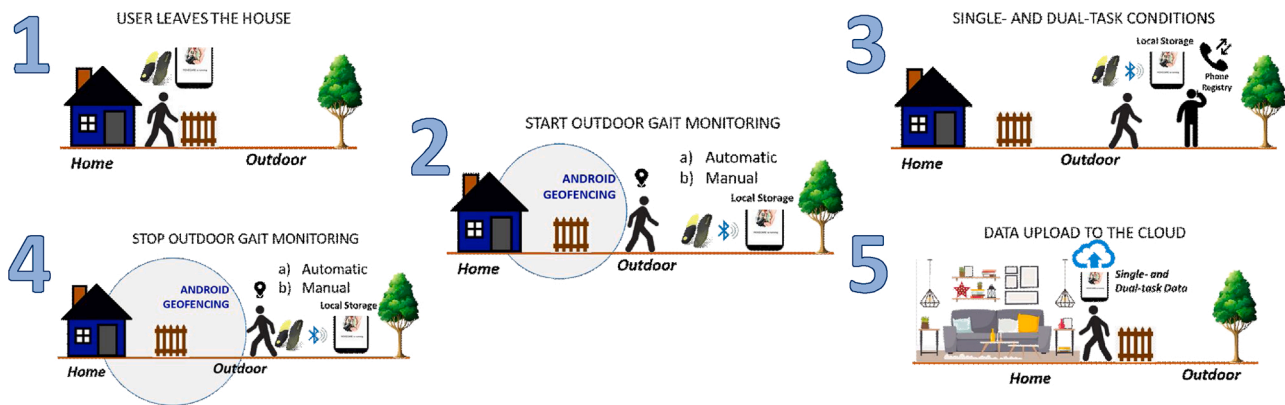 1
USER LEAVES THE HOUSE
Home
Outdoor
2
START OUTDOOR GAIT MONITORING
a) Automatic
b) Manual
ANDROID
GEOFENCING
Local Storage
Home
Outdoor
3
SINGLE- AND DUAL-TASK CONDITIONS
Local Storage
Phone
Registry
Home
Outdoor
4
STOP OUTDOOR GAIT MONITORING
a) Automatic
b) Manual
ANDROID
GEOFENCING
Local Storage
Home
Outdoor
5
DATA UPLOAD TO THE CLOUD
Single- and
Dual-task Data
Home
Outdoor